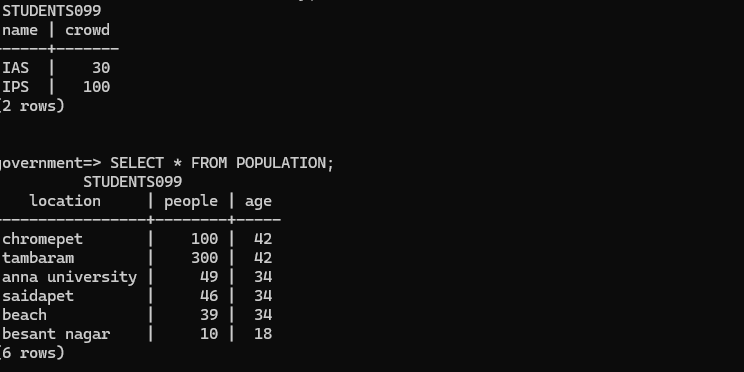 STUDENTS099
name | crowd
-----+-------
IAS | 30
IPS | 100
(2 rows)
government=> SELECT * FROM POPULATION;
STUDENTS099
location | people | age
----------------+--------+-----
chromepet | 100 | 42
tambaram | 300 | 42
anna university | 49 | 34
saidapet | 46 | 34
beach | 39 | 34
besant nagar | 10 | 18
(6 rows)